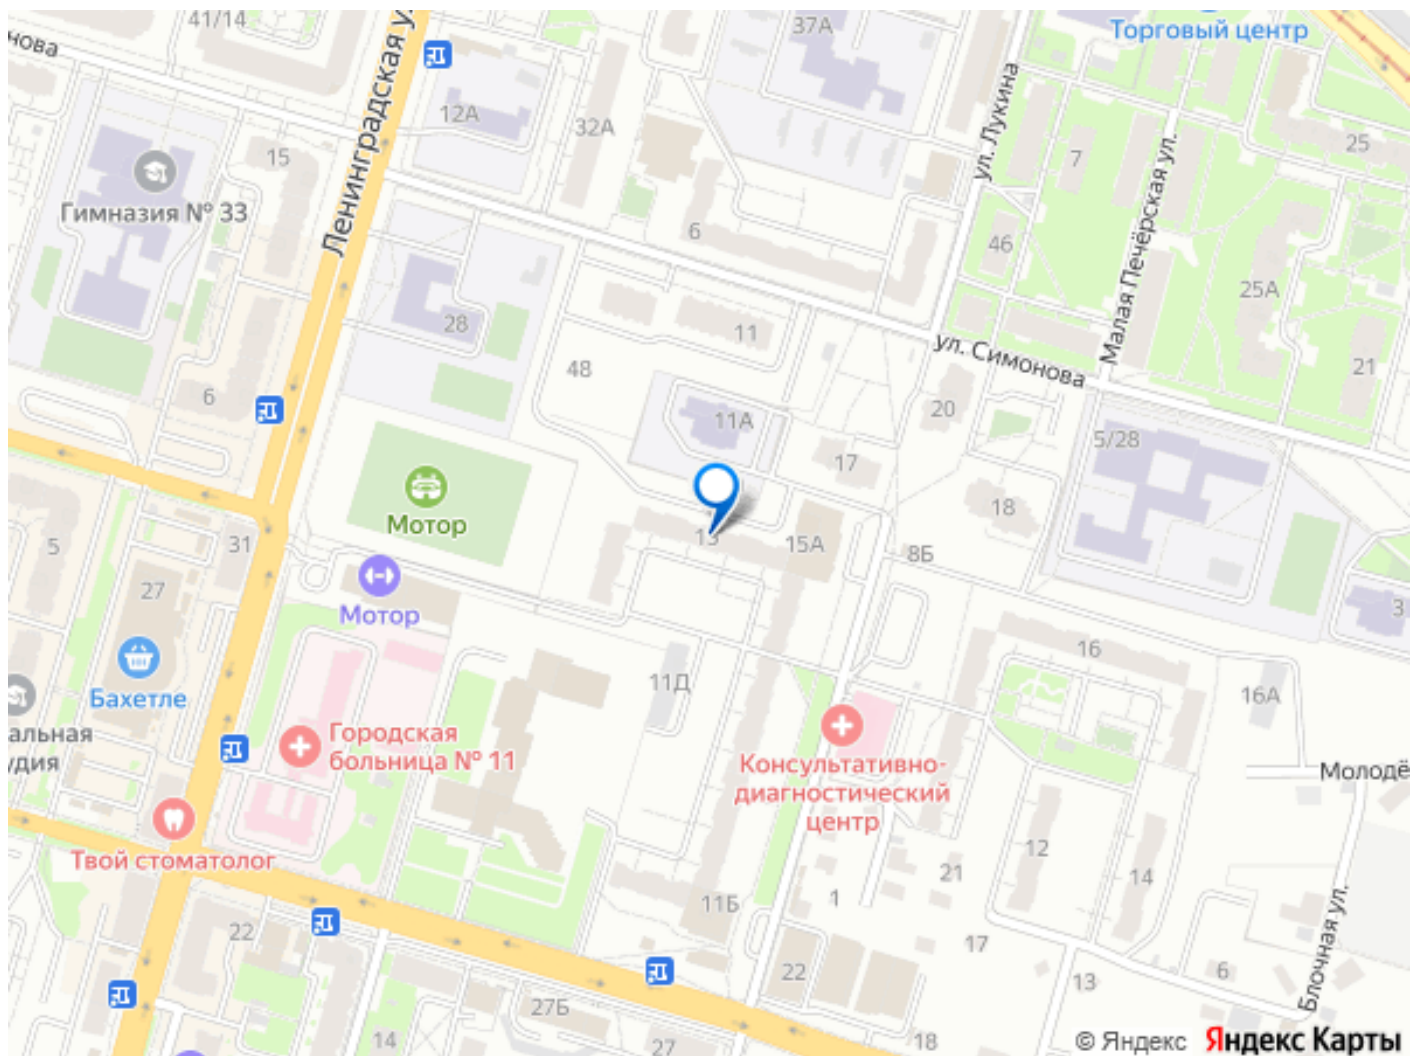 41/14
нова
Ленинградская у
12А
32А
37А
Торговый центр
ул. Лукина
7
25
15
Гимназия № 33
6
46
Малая Печёрская ул.
25А
28
11
ул. Симонова
48
21
6
20
11А
5/28
17
18
Мотор
13
15А
8Б
5
31
27
Мотор
3
Бахетле
11Д
16
16А
альная
удия
Городская
больница № 11
Консультативно-
диагностический
центр
Молодё
Твой стоматолог
12
21
14
1
11Б
22
17
22
6
13
Блочная ул.
27Б
14
27
18
© Яндекс Яндекс Карты